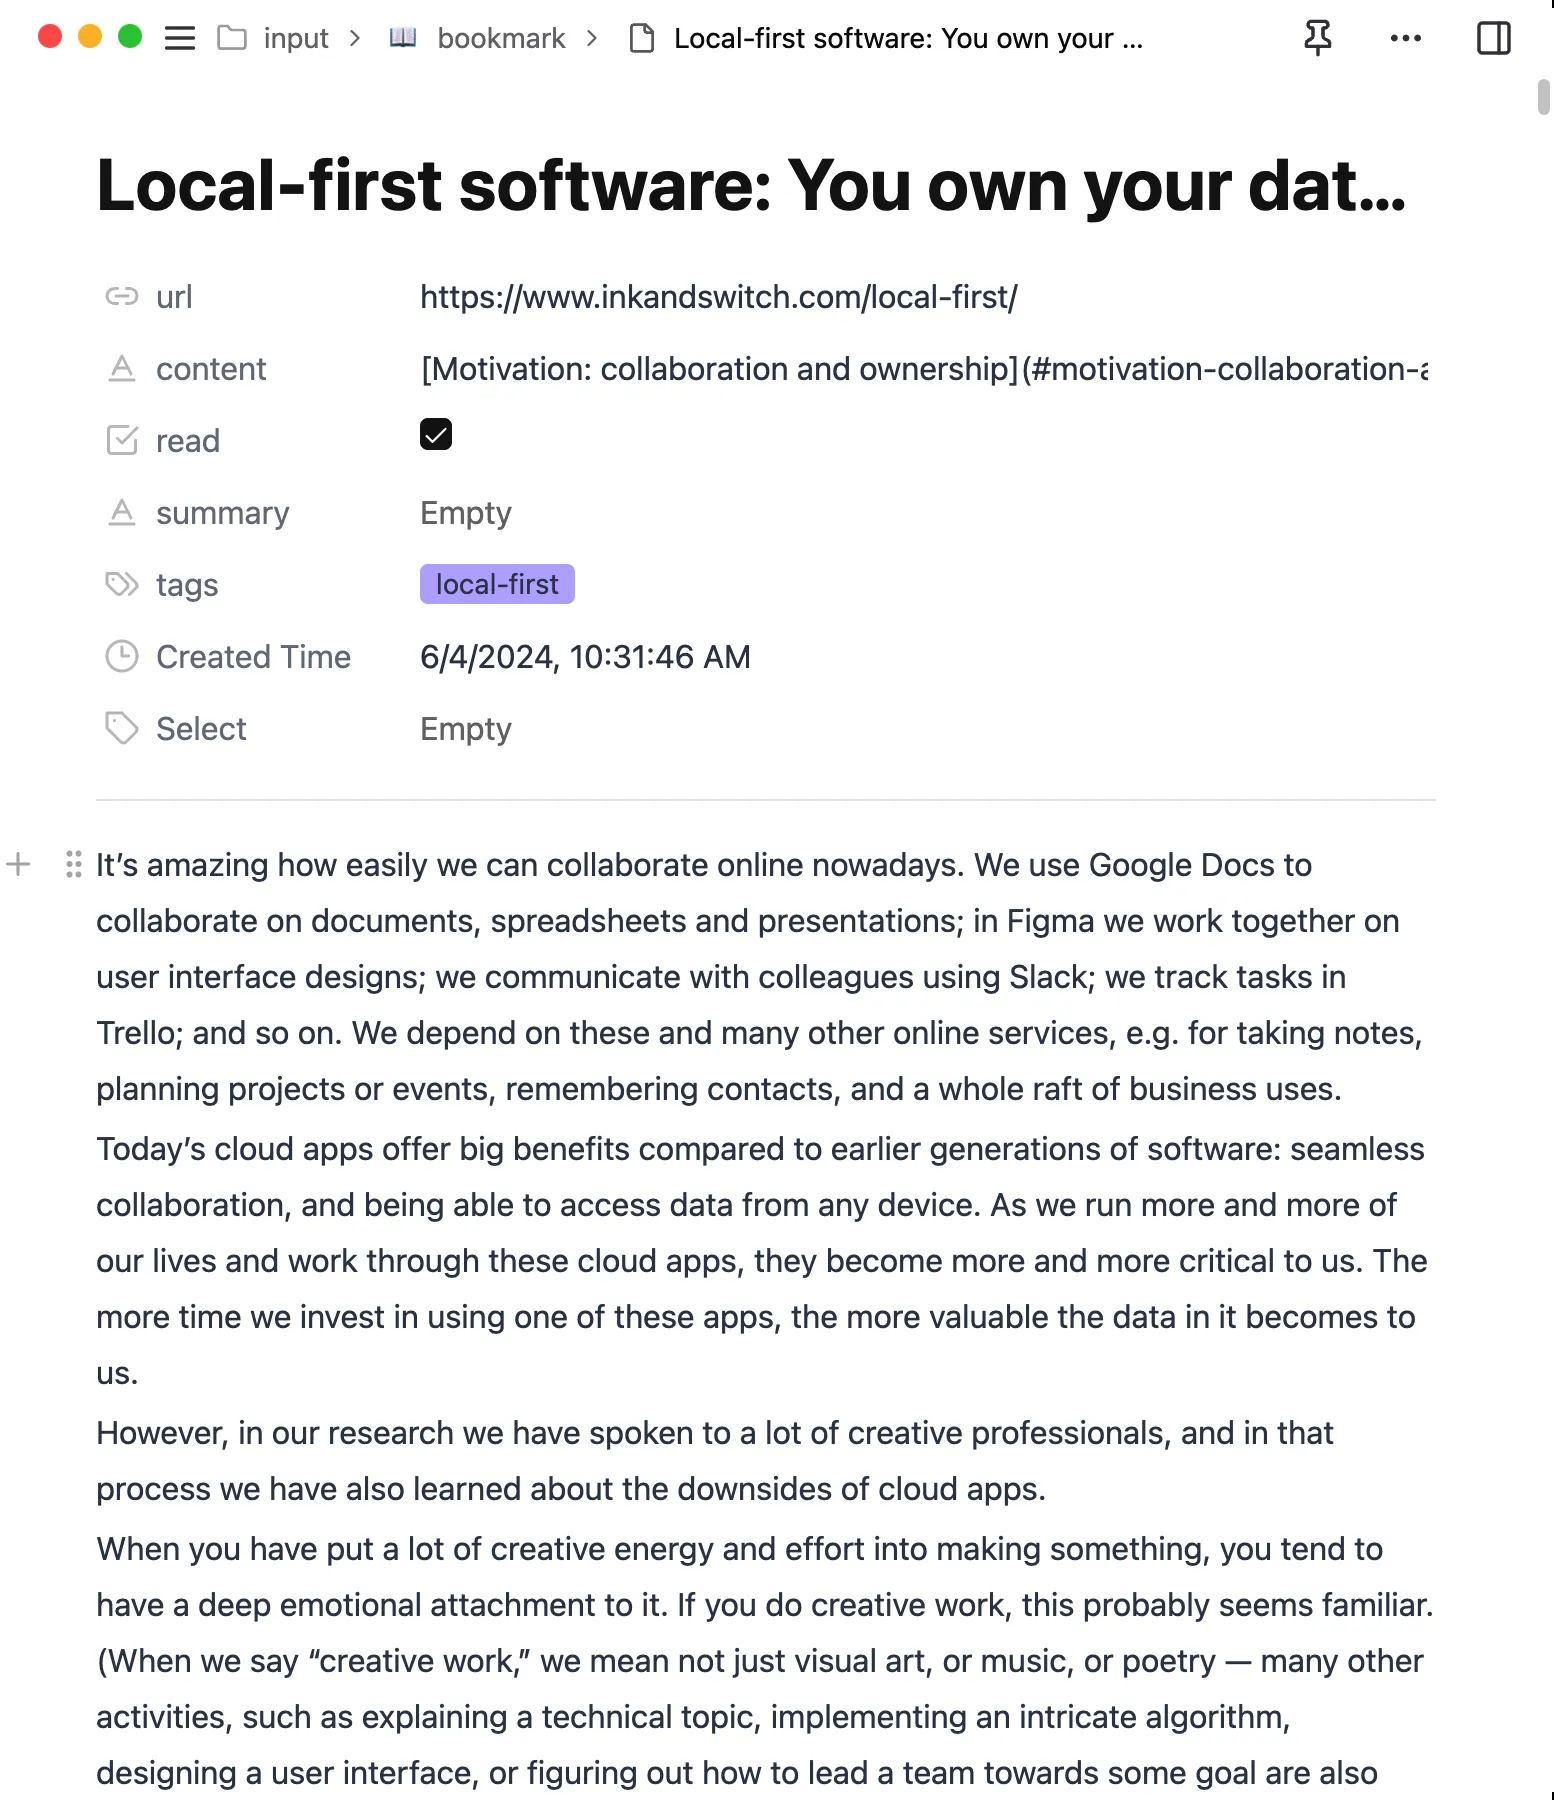 input > bookmark > Local-first software: You own your ...
Local-first software: You own your dat...
url https://www.inkandswitch.com/local-first/
content [Motivation: collaboration and ownership](#motivation-collaboration-a
read
summary Empty
tags local-first
Created Time 6/4/2024, 10:31:46 AM
Select Empty
It’s amazing how easily we can collaborate online nowadays. We use Google Docs to
collaborate on documents, spreadsheets and presentations; in Figma we work together on
user interface designs; we communicate with colleagues using Slack; we track tasks in
Trello; and so on. We depend on these and many other online services, e.g. for taking notes,
planning projects or events, remembering contacts, and a whole raft of business uses.
Today’s cloud apps offer big benefits compared to earlier generations of software: seamless
collaboration, and being able to access data from any device. As we run more and more of
our lives and work through these cloud apps, they become more and more critical to us. The
more time we invest in using one of these apps, the more valuable the data in it becomes to
us.
However, in our research we have spoken to a lot of creative professionals, and in that
process we have also learned about the downsides of cloud apps.
When you have put a lot of creative energy and effort into making something, you tend to
have a deep emotional attachment to it. If you do creative work, this probably seems familiar.
(When we say “creative work,” we mean not just visual art, or music, or poetry — many other
activities, such as explaining a technical topic, implementing an intricate algorithm,
designing a user interface, or figuring out how to lead a team towards some goal are also